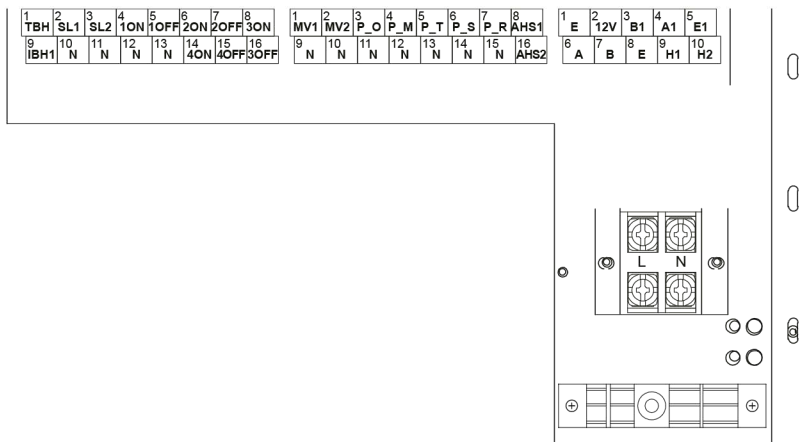 1 2 3 4 5 6 7 8 1 2 3 4 5 6 7 8 1 2 3 4 5
TBH SL1 SL2 1ON 1OFF 2ON 2OFF 3ON MV1 MV2 P_O P_M P_T P_S P_R AHS1 E 12V B1 A1 E1
9 10 11 12 13 14 15 16 9 10 11 12 13 14 15 16 6 7 8 9 10
IBH1 N N N N 4ON 4OFF 3OFF N N N N N N N AHS2 A B E H1 H2
L N